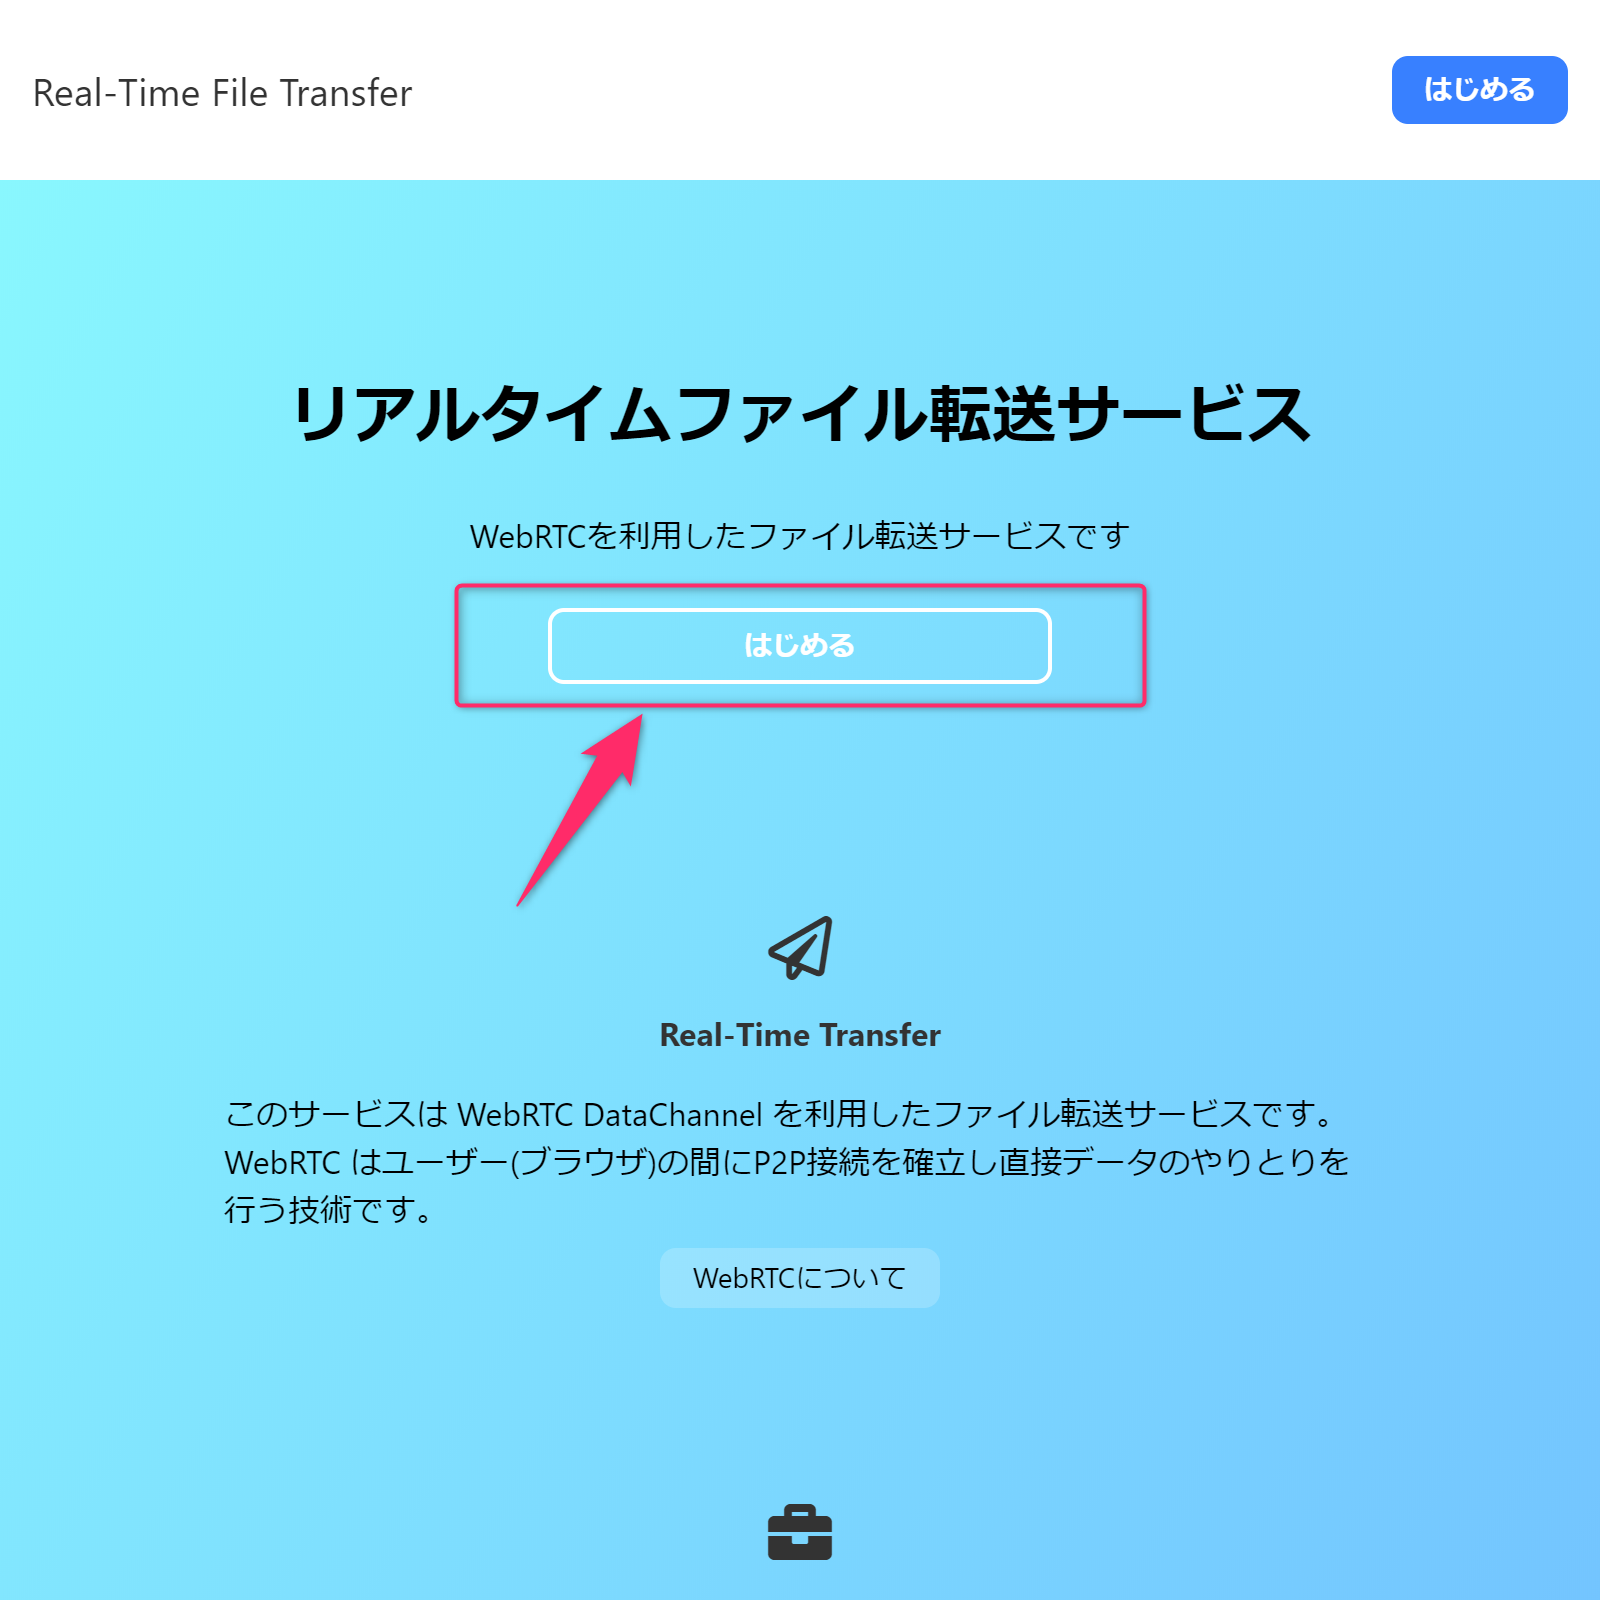 Real-Time File Transfer
はじめる
リアルタイムファイル転送サービス
WebRTCを利用したファイル転送サービスです
はじめる
Real-Time Transfer
このサービスは WebRTC DataChannel を利用したファイル転送サービスです。
WebRTC はユーザー(ブラウザ)の間にP2P接続を確立し直接データのやりとりを
行う技術です。
WebRTCについて